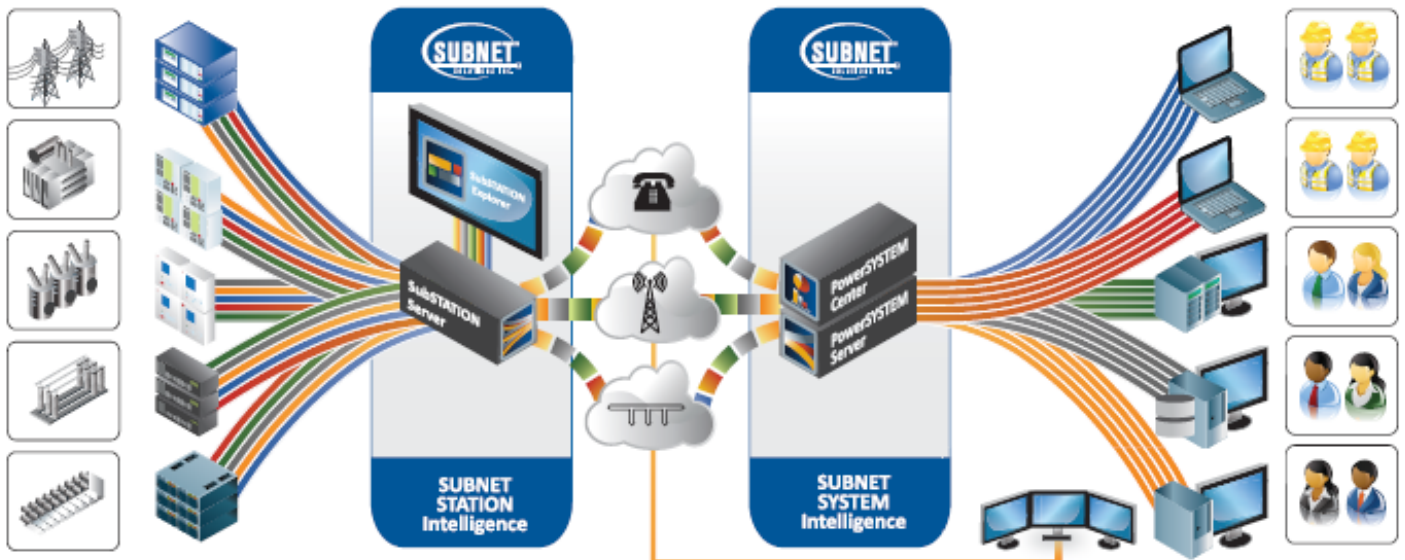 SUBNET
SUBNET
SubSTATION
Explorer
SubSTATION
Server
PowerSYSTEM
Center
PowerSYSTEM
Server
SUBNET
STATION
Intelligence
SUBNET
SYSTEM
Intelligence